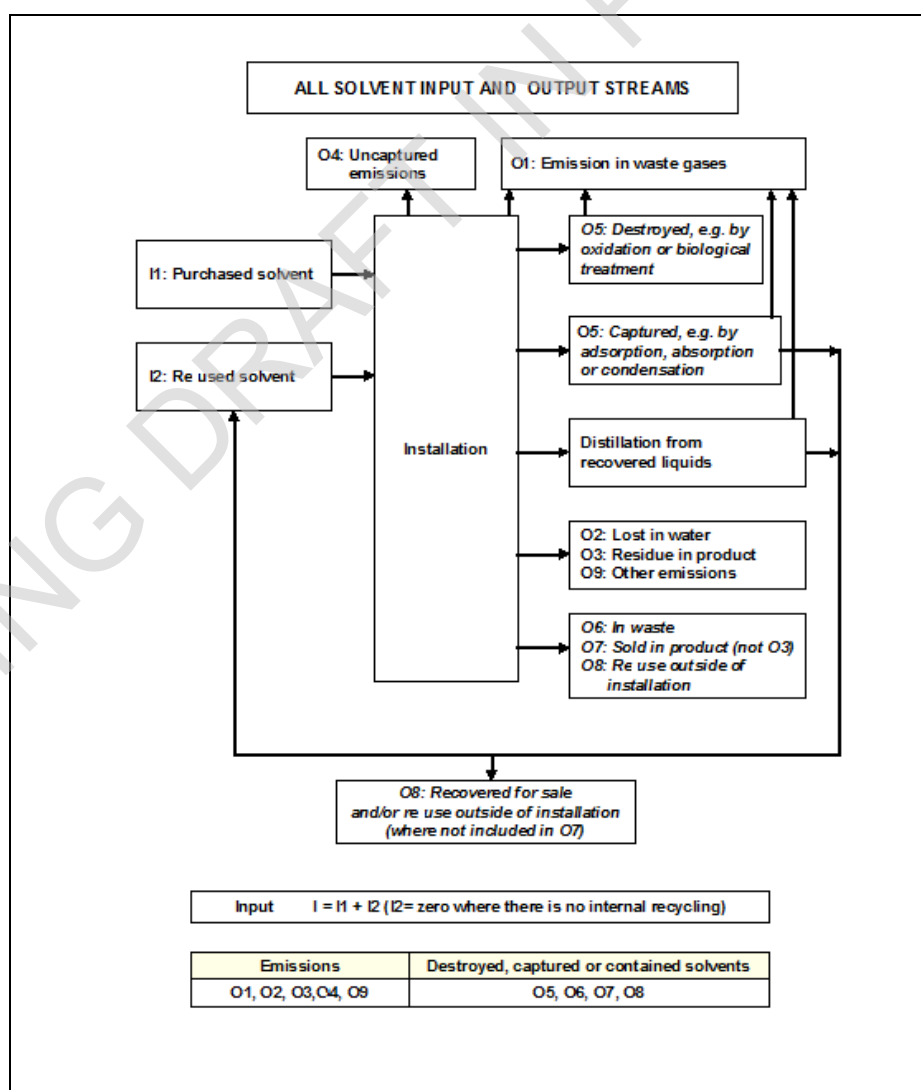 ALL SOLVENT INPUT AND OUTPUT STREAMS
O4: Uncaptured
emissions
O1: Emission in waste gases
I1: Purchased solvent
I2: Re used solvent
Installation
O5: Destroyed, e.g. by
oxidation or biological
treatment
O5: Captured, e.g. by
adsorption, absorption
or condensation
Distillation from
recovered liquids
O2: Lost in water
O3: Residue in product
O9: Other emissions
O6: In waste
O7: Sold in product (not O3)
O8: Re use outside of
installation
O8: Recovered for sale
and/or re use outside of installation
(where not included in O7)
Input I = I1 + I2 (I2= zero where there is no internal recycling)
Emissions Destroyed, captured or contained solvents
O1, O2, O3,O4, O9 O5, O6, O7, O8
ING DRAFT IN